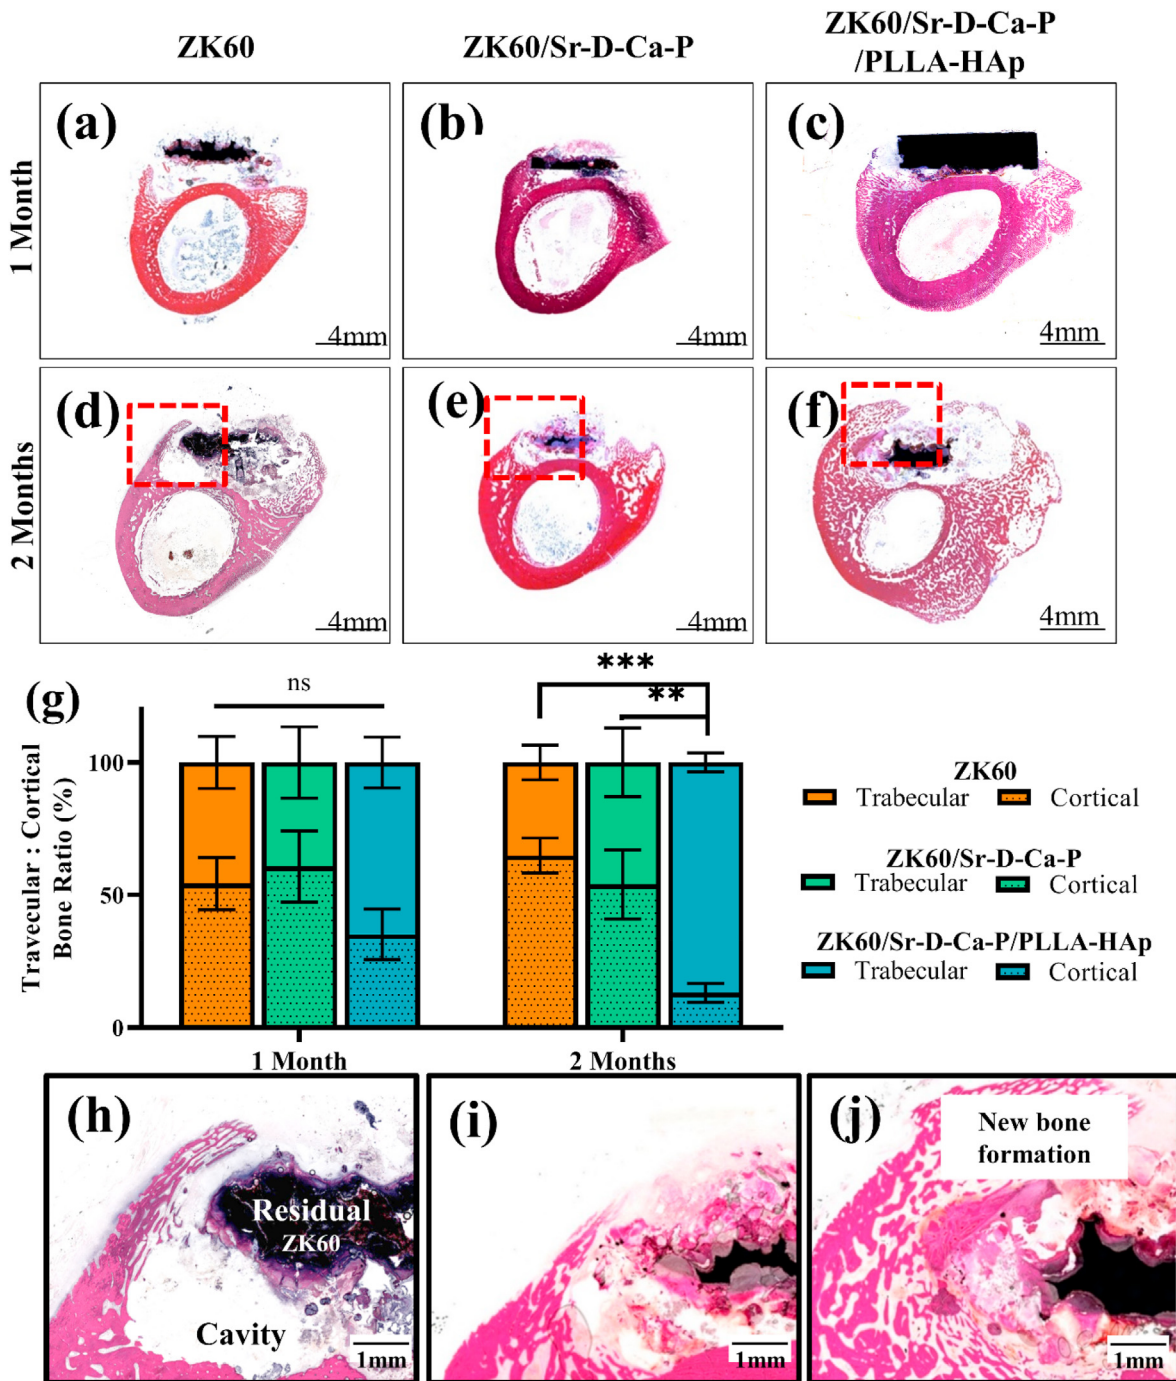 ZK60
ZK60/Sr-D-Ca-P
ZK60/Sr-D-Ca-P
/PLLA-HAp
1 Month
(a)
4mm
(b)
4mm
(c)
4mm
2 Months
(d)
4mm
(e)
4mm
(f)
4mm
(g)
Travecular : Cortical
Bone Ratio (%)
100
50
0
ns
***
**
1 Month
2 Months
ZK60
Trabecular
Cortical
ZK60/Sr-D-Ca-P
Trabecular
Cortical
ZK60/Sr-D-Ca-P/PLLA-HAp
Trabecular
Cortical
(h)
Residual
ZK60
Cavity
1mm
(i)
1mm
(j)
New bone
formation
1mm